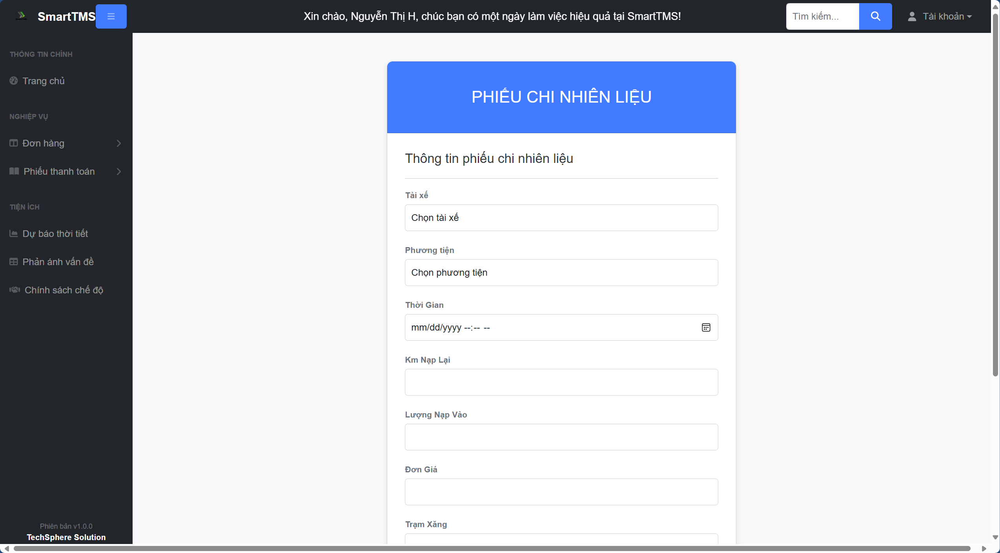 SmartTMS
Xin chào, Nguyễn Thị H, chúc bạn có một ngày làm việc hiệu quả tại SmartTMS!
Tìm kiếm...
Tài khoản
THÔNG TIN CHÍNH
Trang chủ
NGHIỆP VỤ
Đơn hàng
Phiếu thanh toán
TIỆN ÍCH
Dự báo thời tiết
Phản ánh vấn đề
Chính sách chế độ
Phiên bản v1.0.0
TechSphere Solution
PHIẾU CHI NHIÊN LIỆU
Thông tin phiếu chi nhiên liệu
Tài xế
Chọn tài xế
Phương tiện
Chọn phương tiện
Thời Gian
mm/dd/yyyy --:-- --
Km Nạp Lại
Lượng Nạp Vào
Đơn Giá
Trạm Xăng